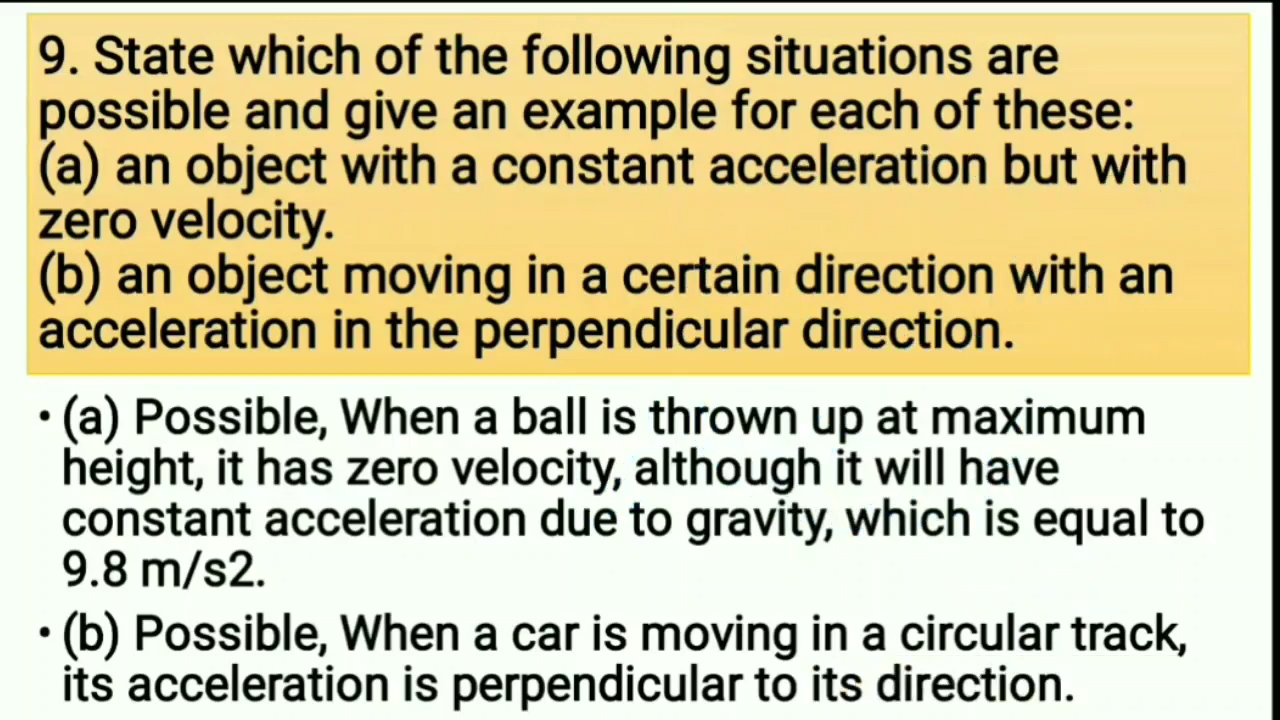 9. State which of the following situations are
possible and give an example for each of these:
(a) an object with a constant acceleration but with
zero velocity.
(b) an object moving in a certain direction with an
acceleration in the perpendicular direction.
• (a) Possible, When a ball is thrown up at maximum
height, it has zero velocity, although it will have
constant acceleration due to gravity, which is equal to
9.8 m/s2.
• (b) Possible, When a car is moving in a circular track,
its acceleration is perpendicular to its direction.